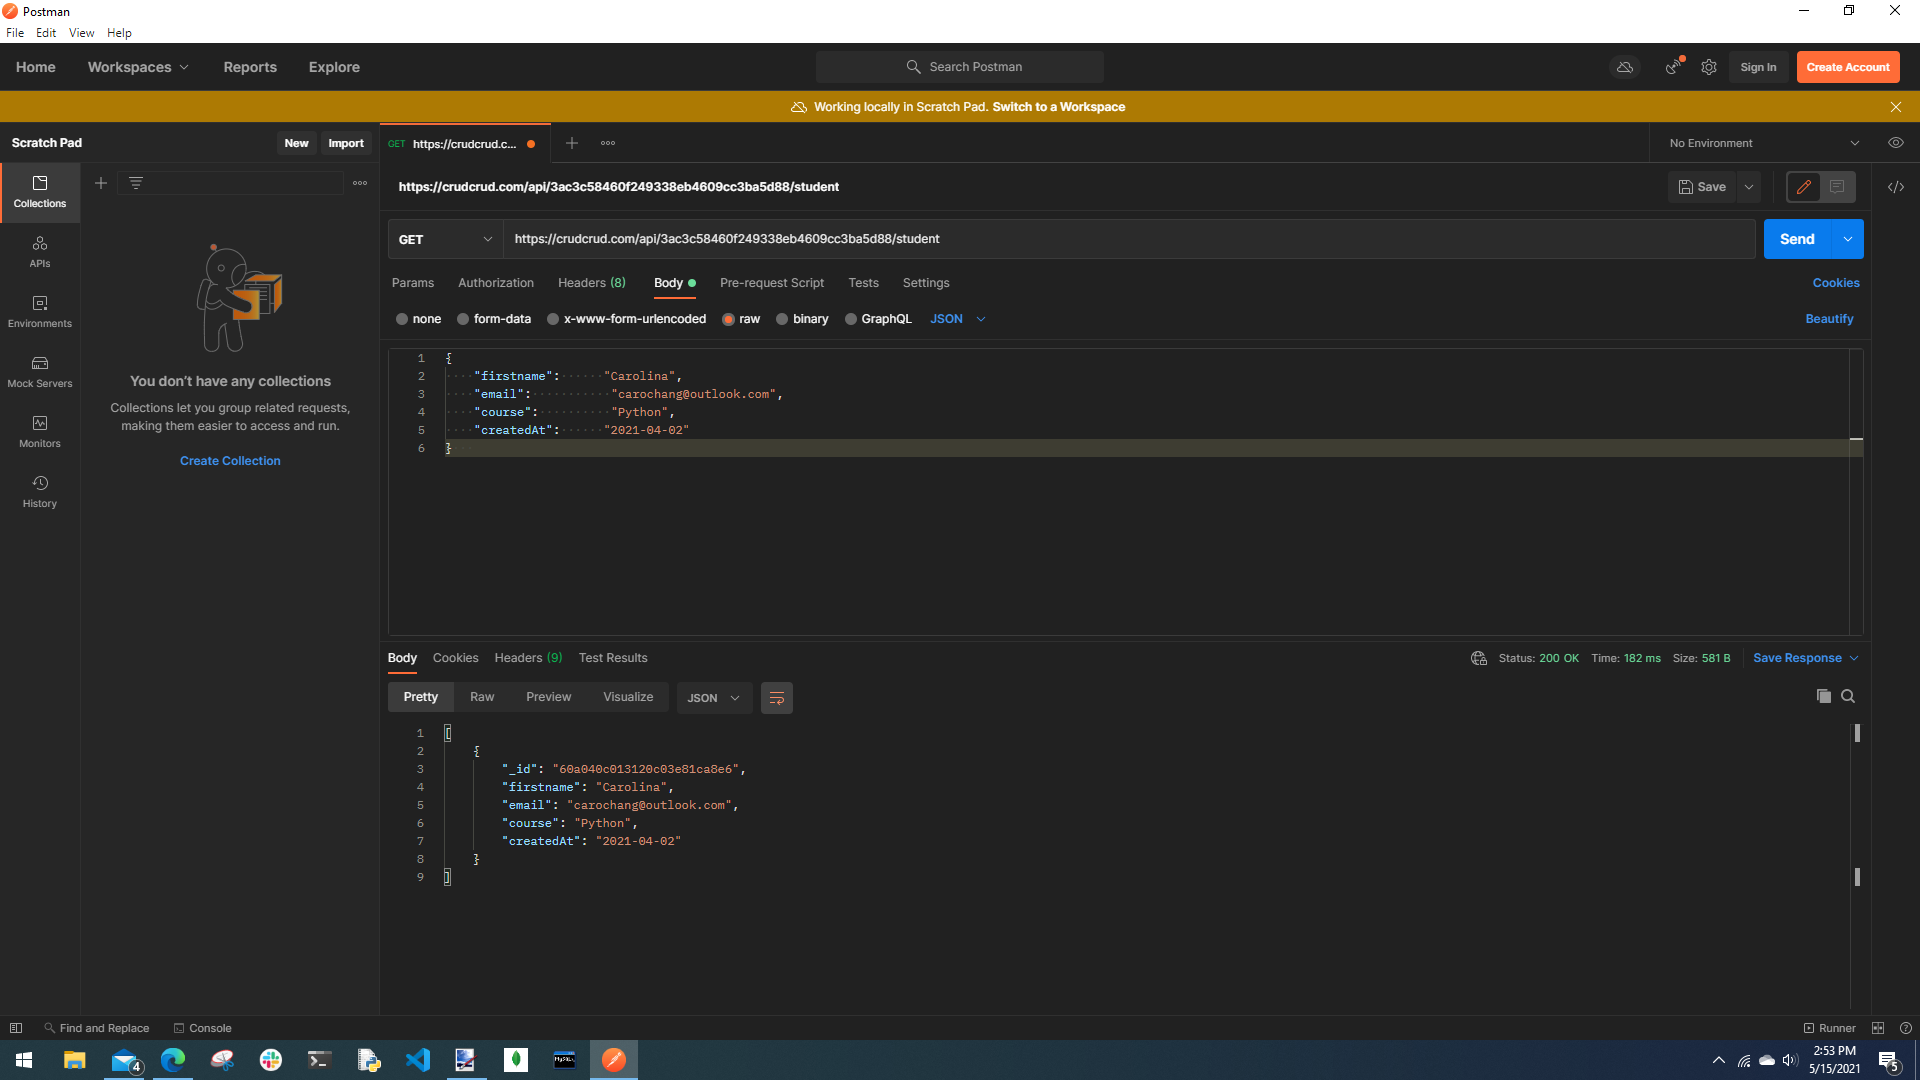 Postman
File Edit View Help
Home Workspaces Reports Explore Search Postman Sign In Create Account
Working locally in Scratch Pad. Switch to a Workspace
Scratch Pad New Import GET https://crudcrud.c... No Environment
Collections
APIs
Environments
Mock Servers
Monitors
History
You don't have any collections
Collections let you group related requests,
making them easier to access and run.
Create Collection
https://crudcrud.com/api/3ac3c58460f249338eb4609cc3ba5d88/student Save
GET https://crudcrud.com/api/3ac3c58460f249338eb4609cc3ba5d88/student Send
Params Authorization Headers (8) Body Pre-request Script Tests Settings Cookies
none form-data x-www-form-urlencoded raw binary GraphQL JSON Beautify
1 {
2 "firstname": "Carolina",
3 "email": "carochang@outlook.com",
4 "course": "Python",
5 "createdAt": "2021-04-02"
6 }
Body Cookies Headers (9) Test Results Status: 200 OK Time: 182 ms Size: 581 B Save Response
Pretty Raw Preview Visualize JSON
1 [
2 {
3 "_id": "60a040c013120c03e81ca8e6",
4 "firstname": "Carolina",
5 "email": "carochang@outlook.com",
6 "course": "Python",
7 "createdAt": "2021-04-02"
8 }
9 ]
Find and Replace Console Runner
4 MySQL 2:53 PM
5/15/2021 5